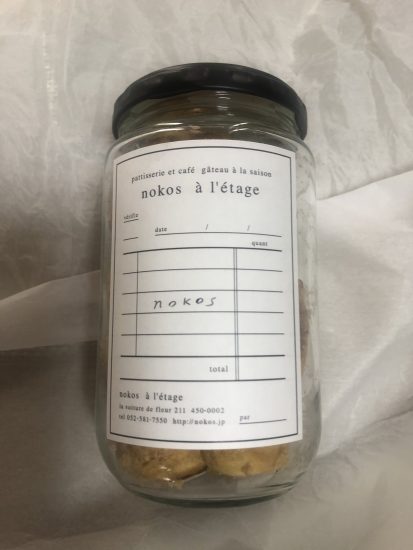 pattisserie et café gâteau à la saison
nokos à l'étage
vérifie
date / /
quant
nokos
total
nokos à l'étage
la voiture de fleur 211 450-0002
tel 052-581-7550 http://nokos.jp
par